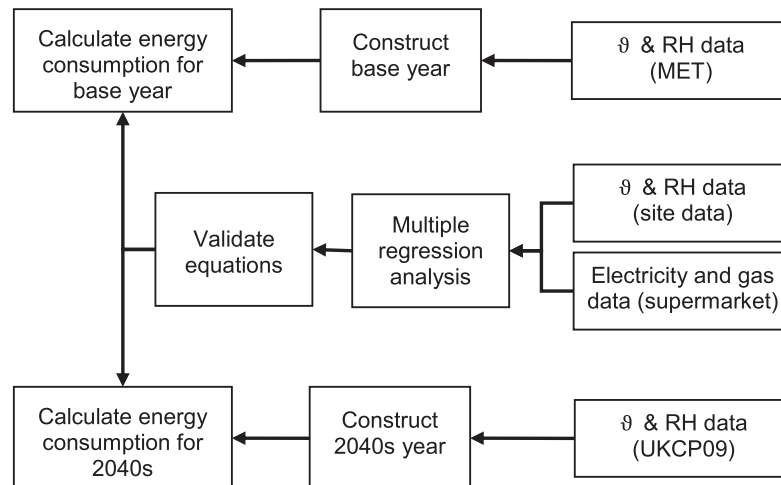 Calculate energy
consumption for
base year
Construct
base year
ϑ & RH data
(MET)
ϑ & RH data
(site data)
Validate
equations
Multiple
regression
analysis
Electricity and gas
data (supermarket)
Calculate energy
consumption for
2040s
Construct
2040s year
ϑ & RH data
(UKCP09)